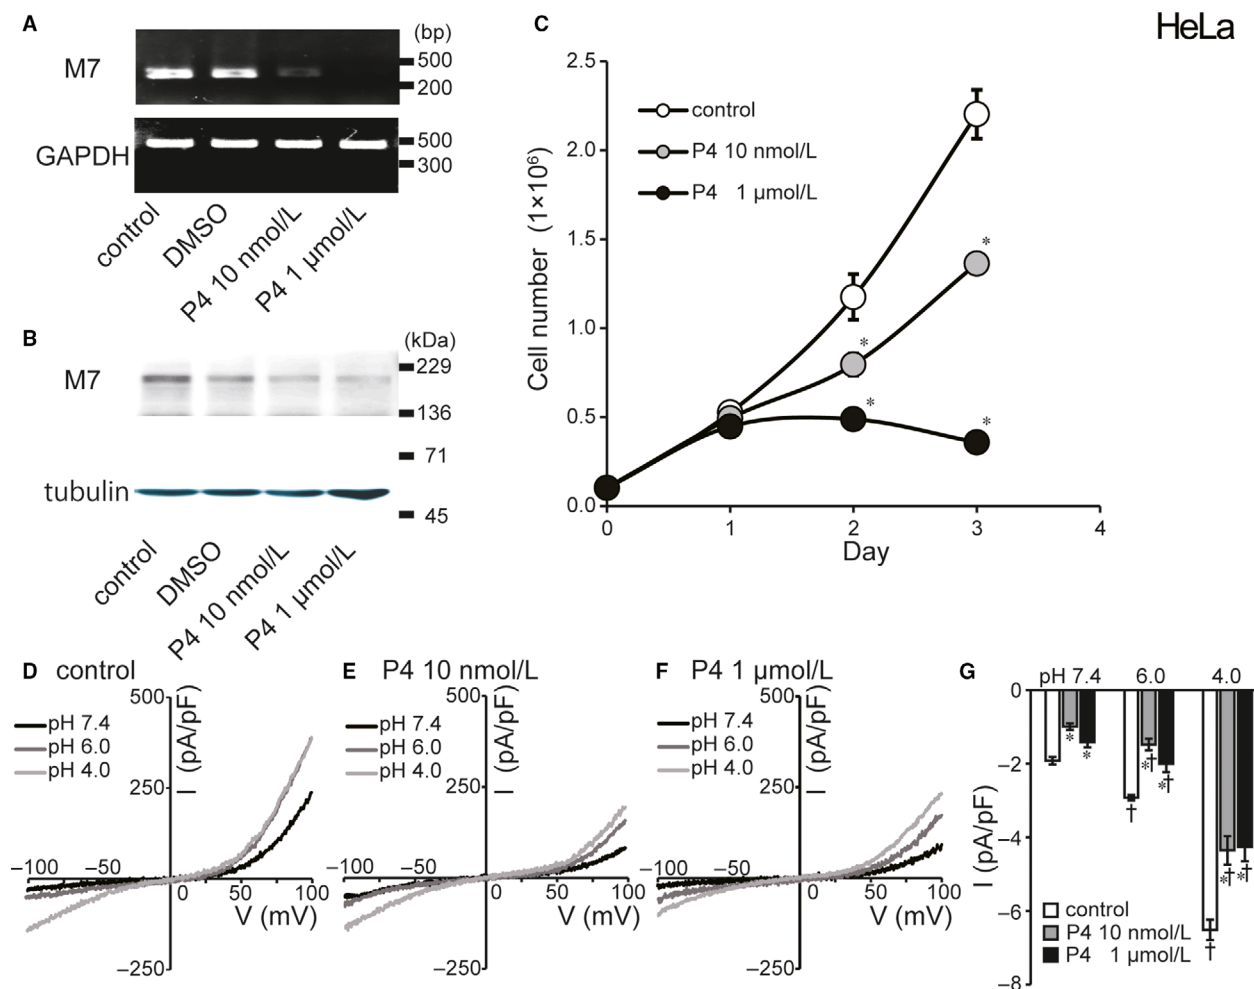 HeLa
A
(bp)
M7
500
200
GAPDH
500
300
control
DMSO
P4 10 nmol/L
P4 1 µmol/L
B
(kDa)
M7
229
136
71
tubulin
45
control
DMSO
P4 10 nmol/L
P4 1 µmol/L
C
Cell number (1×10⁶)
2.5
2.0
1.5
1.0
0.5
0.0
control
P4 10 nmol/L
P4 1 µmol/L
*
*
*
*
0 1 2 3 4
Day
D control
500
I (pA/pF)
pH 7.4
pH 6.0
pH 4.0
250
−100 −50
0 50 100
V (mV)
−250
E P4 10 nmol/L
500
I (pA/pF)
pH 7.4
pH 6.0
pH 4.0
250
−100 −50
0 50 100
V (mV)
−250
F P4 1 µmol/L
500
I (pA/pF)
pH 7.4
pH 6.0
pH 4.0
250
−100 −50
0 50 100
V (mV)
−250
G
pH 7.4 6.0 4.0
0
−2
−4
−6
−8
I (pA/pF)
* *
† *† *†
† *† *†
control
P4 10 nmol/L
P4 1 µmol/L